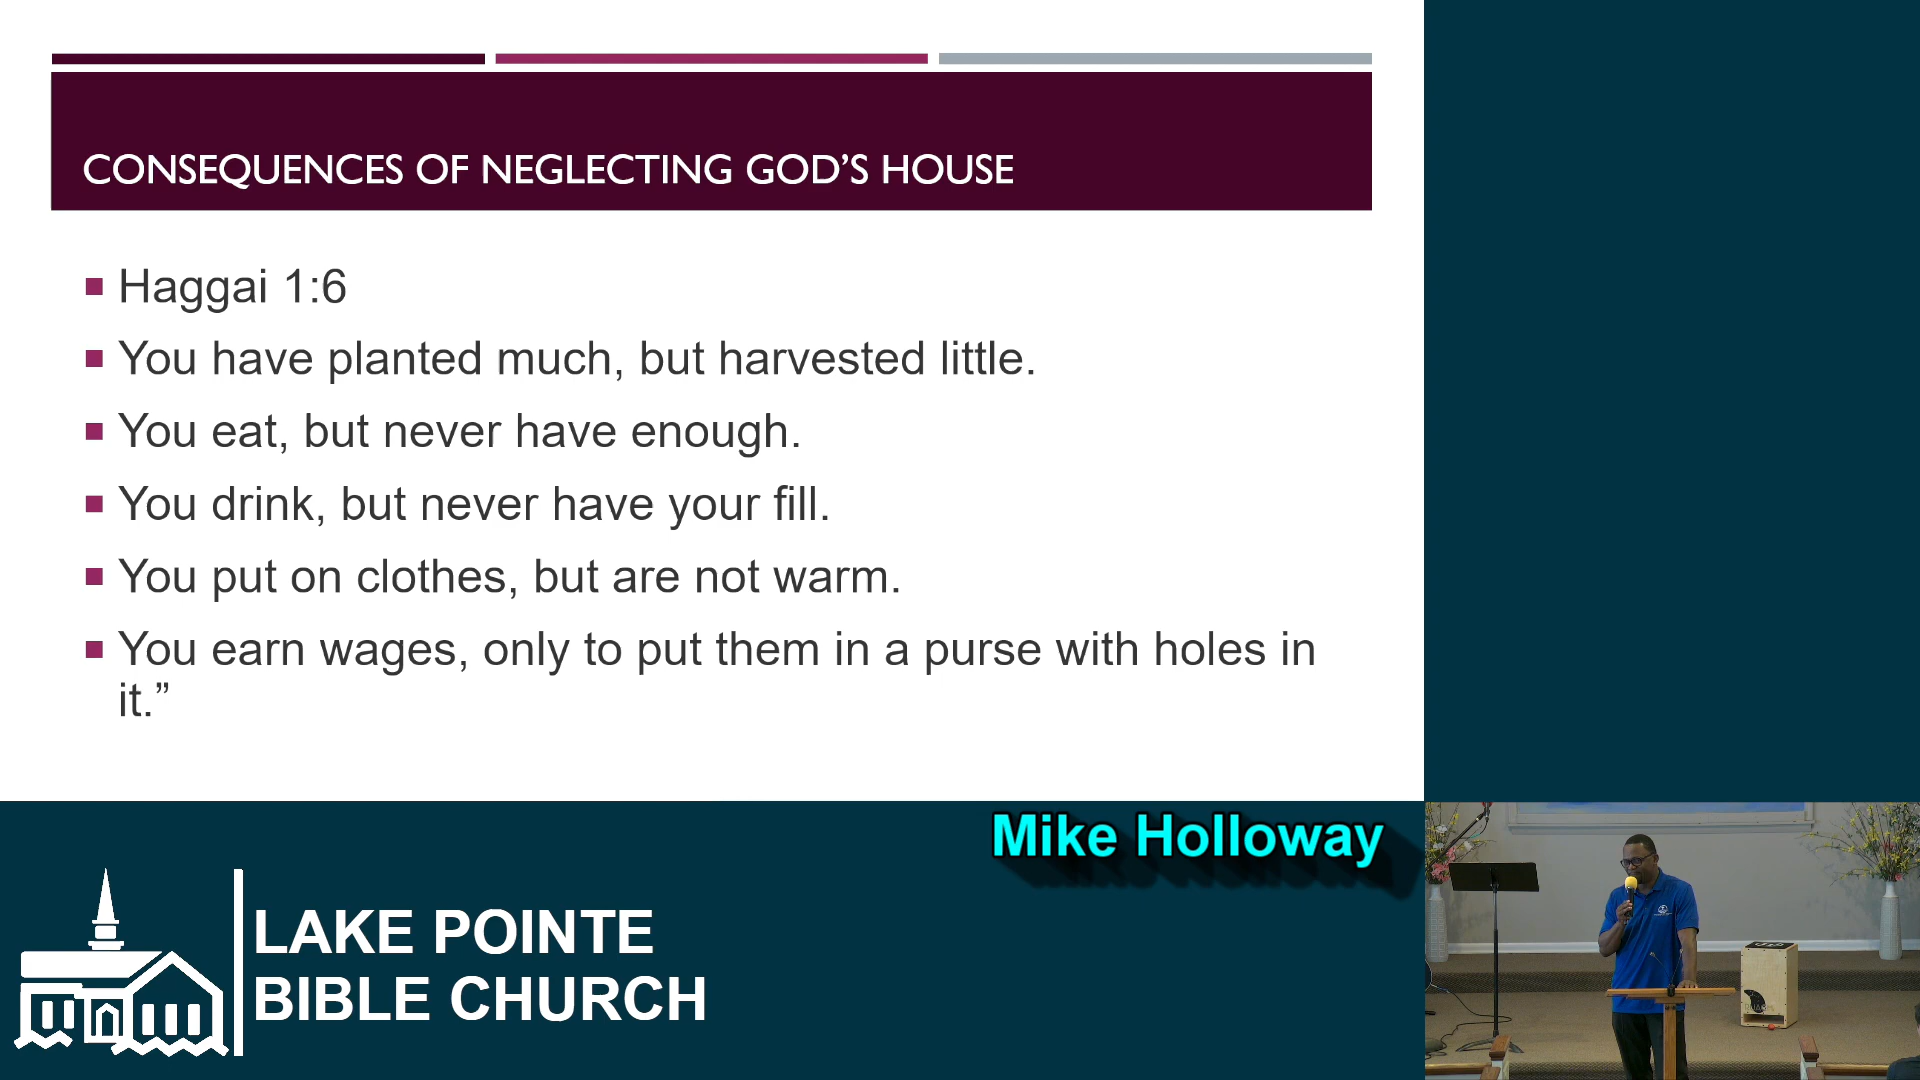 CONSEQUENCES OF NEGLECTING GOD’S HOUSE
Haggai 1:6
You have planted much, but harvested little.
You eat, but never have enough.
You drink, but never have your fill.
You put on clothes, but are not warm.
You earn wages, only to put them in a purse with holes in
it.”
Mike Holloway
LAKE POINTE
BIBLE CHURCH